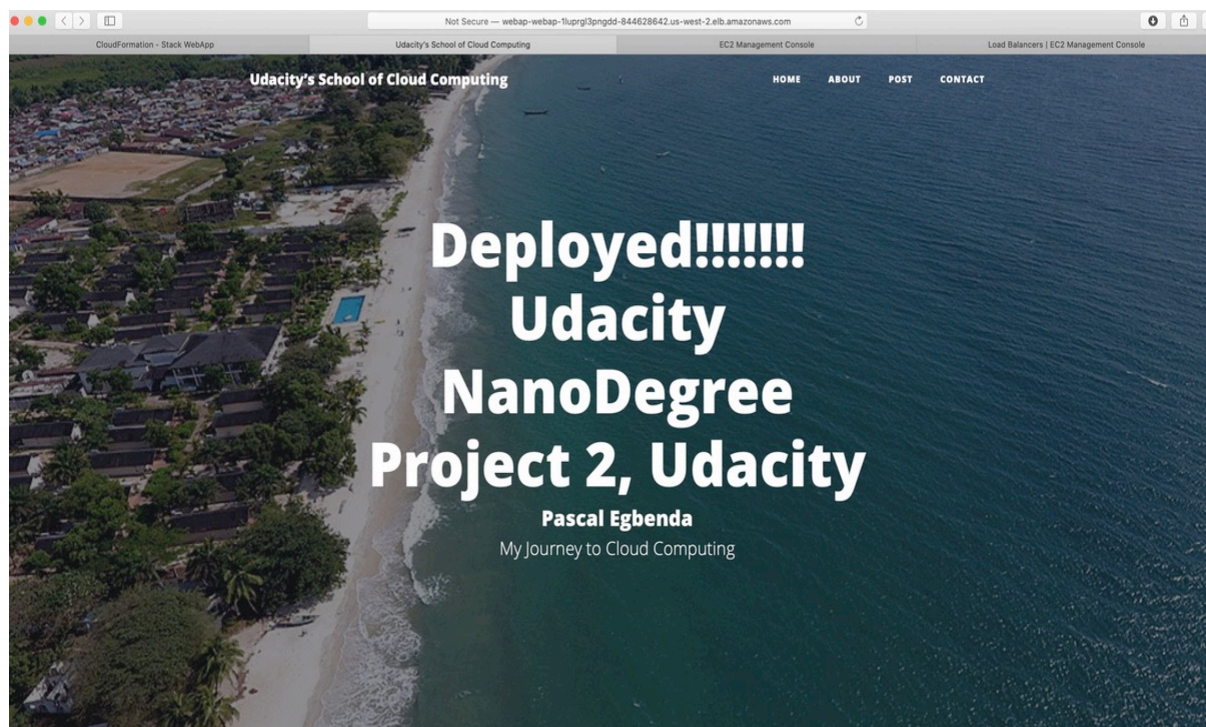 Not Secure — webap-webap-1luprgl3pngdd-844628642.us-west-2.elb.amazonaws.com
CloudFormation - Stack WebApp
Udacity's School of Cloud Computing
EC2 Management Console
Load Balancers | EC2 Management Console
Udacity's School of Cloud Computing
HOME ABOUT POST CONTACT
Deployed!!!!!!!
Udacity
NanoDegree
Project 2, Udacity
Pascal Egbenda
My Journey to Cloud Computing